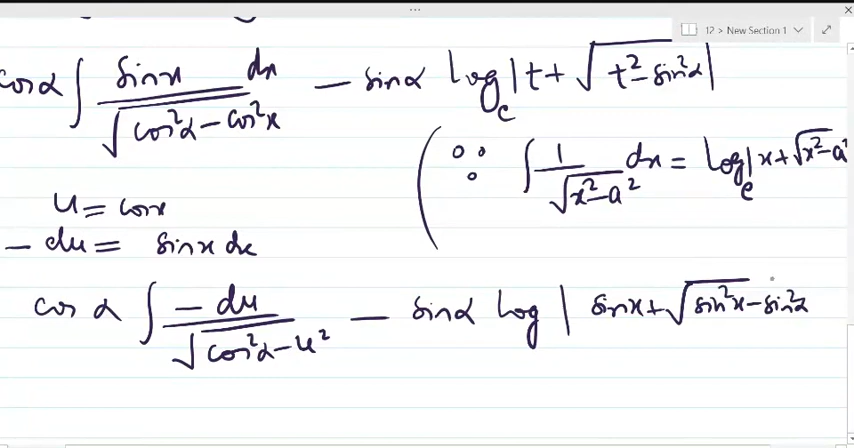 12 > New Section 1
cosα ∫ sinx dx / √(cos²α − cos²x) − sinα log_e |t + √(t² − sin²α)|
(∵ ∫ 1/√(x² − a²) dx = log_e |x + √(x² − a²
u = cosx
− du = sinx dx
cos α ∫ − du / √(cos²α − u²) − sinα log | sinx + √(sin²x − sin²α